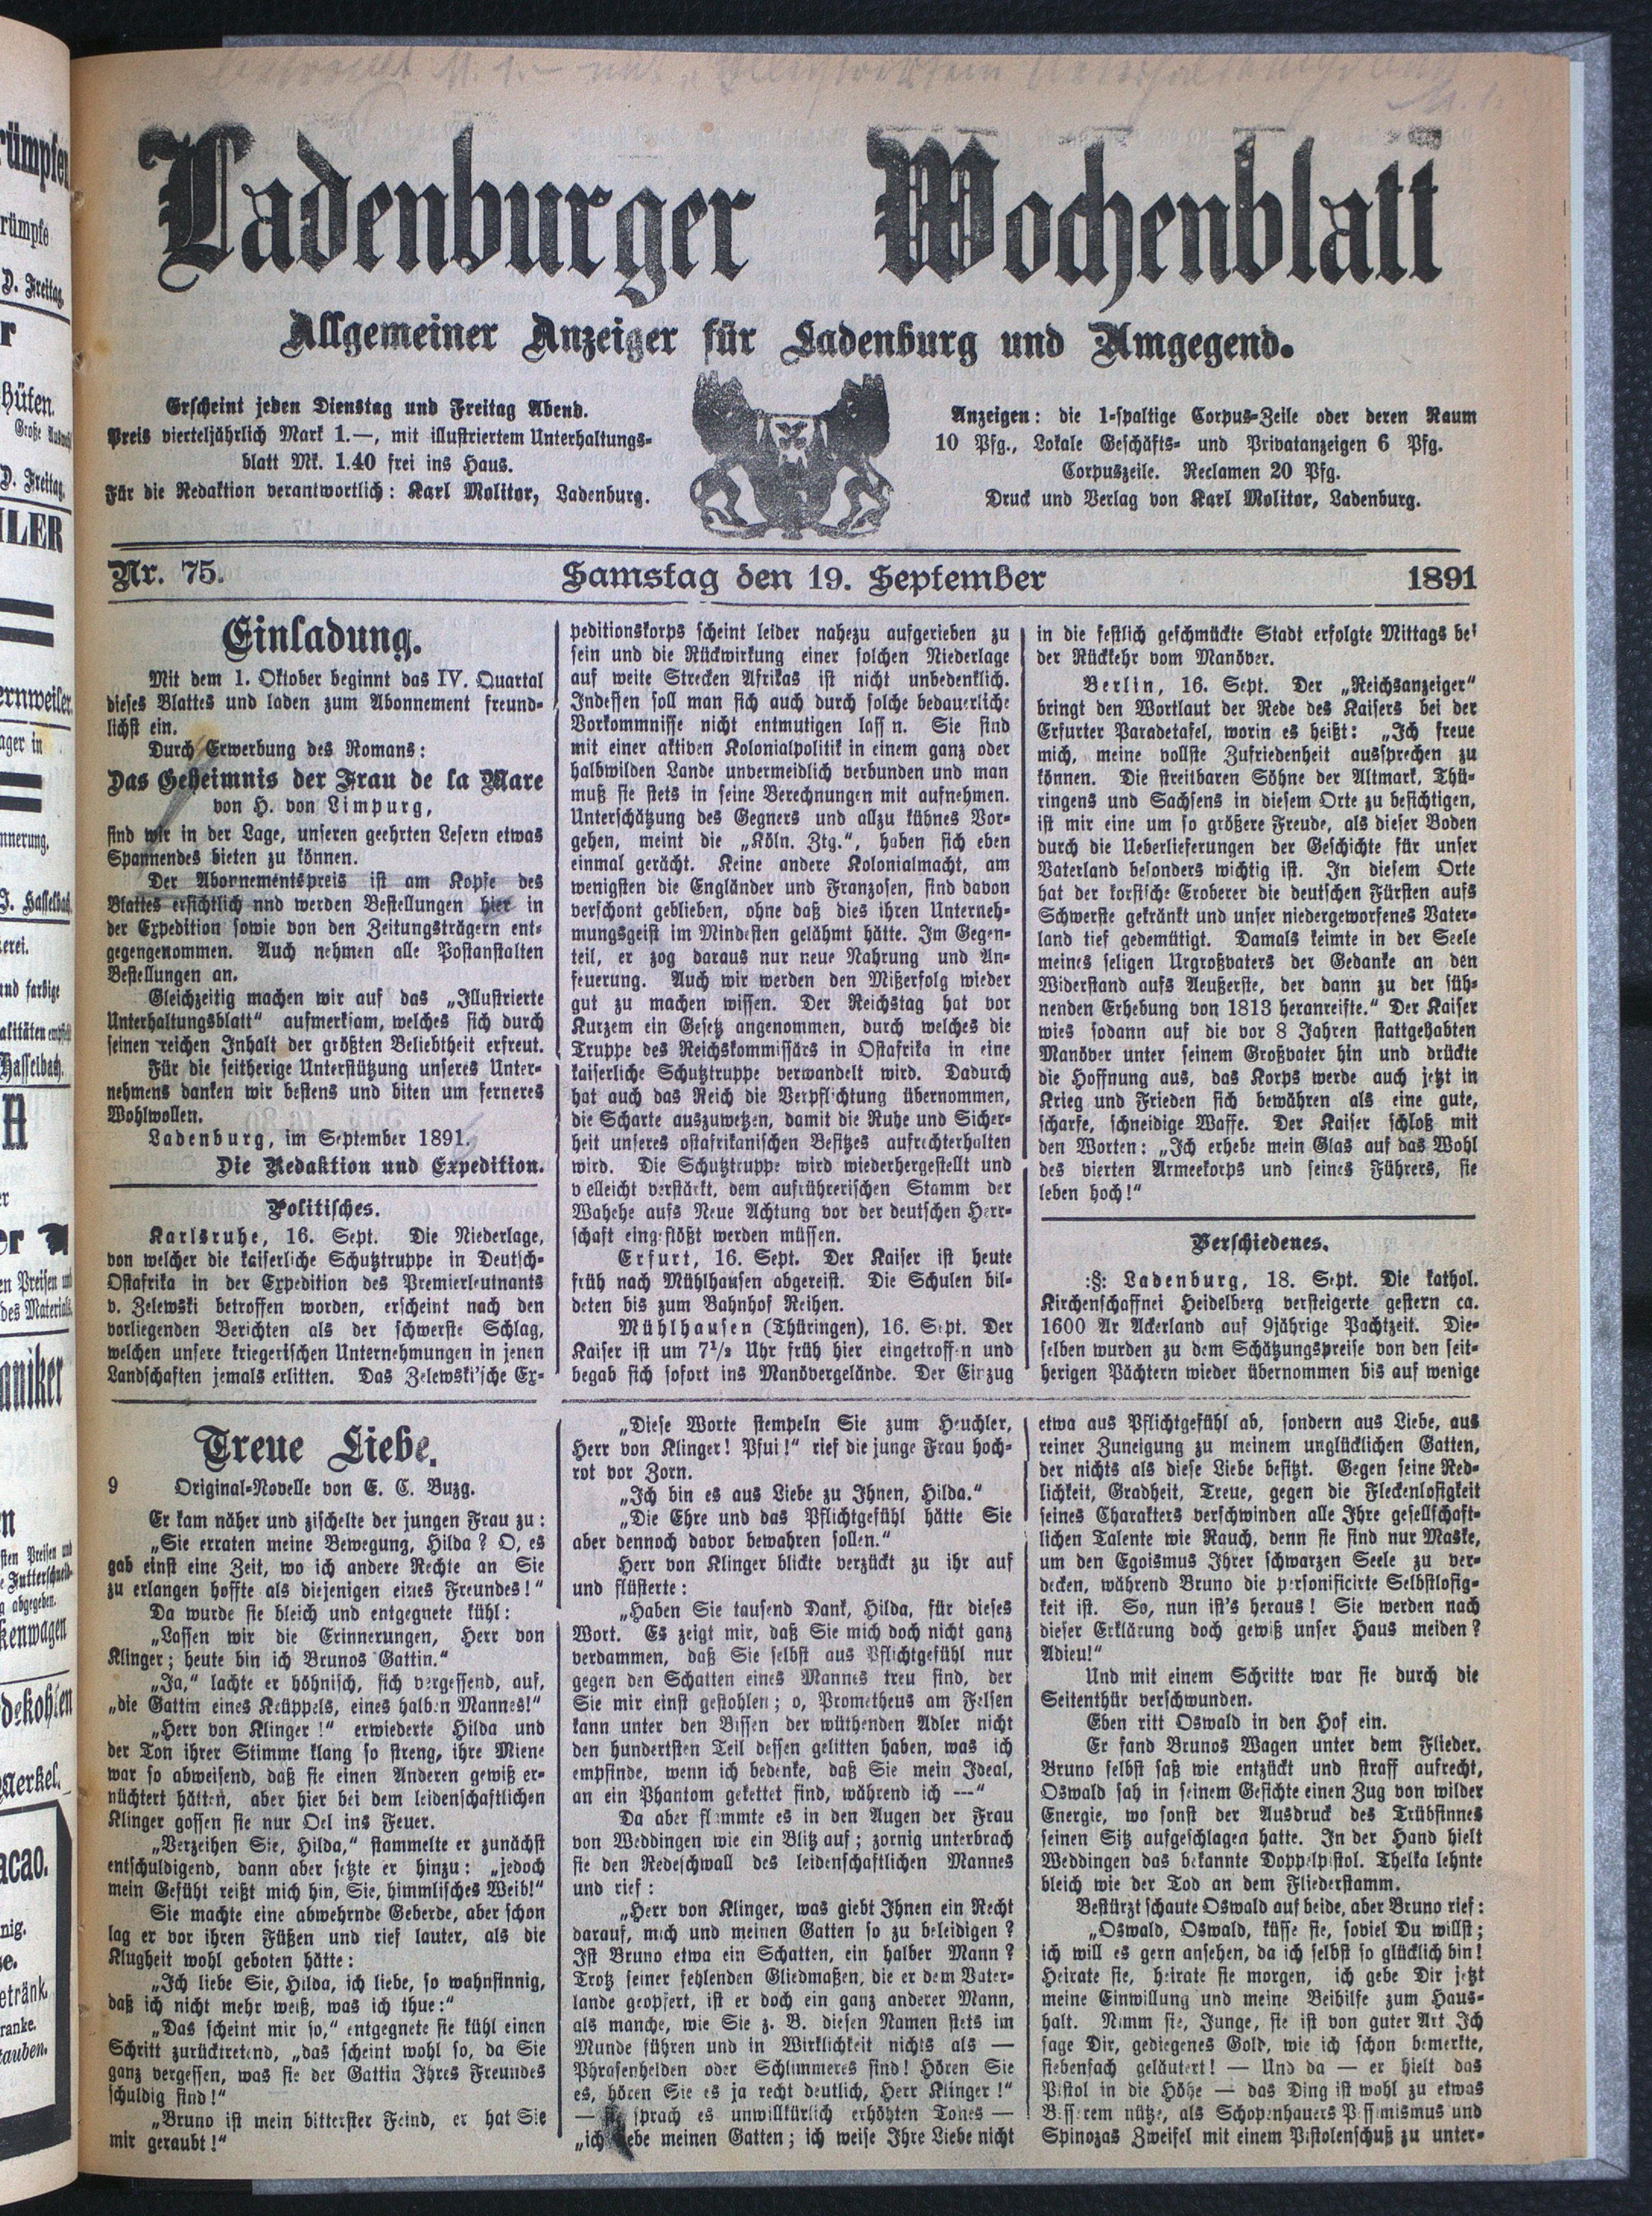 Ladenburger Wochenblatt
Allgemeiner Anzeiger für Ladenburg und Umgegend.
Erscheint jeden Dienstag und Freitag Abend.
Preis vierteljährlich Mark 1.—, mit illustriertem Unterhaltungs-
blatt Mk. 1.40 frei ins Haus.
Für die Redaktion verantwortlich: Karl Molitor, Ladenburg.
Anzeigen: die 1-spaltige Corpus-Zeile oder deren Raum
10 Pfg., Lokale Geschäfts- und Privatanzeigen 6 Pfg.
Corpuszeile. Reclamen 20 Pfg.
Druck und Verlag von Karl Molitor, Ladenburg.
Nr. 75. Samstag den 19. September 1891
Einladung.
Mit dem 1. Oktober beginnt das IV. Quartal
dieses Blattes und laden zum Abonnement freund-
lichst ein.
Durch Erwerbung des Romans:
Das Geheimnis der Frau de la Mare
von H. von Limpurg,
sind wir in der Lage, unseren geehrten Lesern etwas
Spannendes bieten zu können.
Der Abornementspreis ist am Kopfe des
Blattes ersichtlich nnd werden Bestellungen hier in
der Expedition sowie von den Zeitungsträgern ent-
gegengenommen. Auch nehmen alle Postanstalten
Bestellungen an.
Gleichzeitig machen wir auf das „Illustrierte
Unterhaltungsblatt“ aufmerksam, welches sich durch
seinen reichen Inhalt der größten Beliebtheit erfreut.
Für die seitherige Unterstützung unseres Unter-
nehmens danken wir bestens und biten um ferneres
Wohlwollen.
Ladenburg, im September 1891.
Die Redaktion und Expedition.
Politisches.
Karlsruhe, 16. Sept. Die Niederlage,
von welcher die kaiserliche Schutztruppe in Deutsch-
Ostafrika in der Expedition des Premierleutnants
v. Zelewski betroffen worden, erscheint nach den
vorliegenden Berichten als der schwerste Schlag,
welchen unsere kriegerischen Unternehmungen in jenen
Landschaften jemals erlitten. Das Zelewski'sche Ex-
peditionskorps scheint leider nahezu aufgerieben zu
sein und die Rückwirkung einer solchen Niederlage
auf weite Strecken Afrikas ist nicht unbedenklich.
Indessen soll man sich auch durch solche bedauerliche
Vorkommnisse nicht entmutigen lass n. Sie sind
mit einer aktiven Kolonialpolitik in einem ganz oder
halbwilden Lande unvermeidlich verbunden und man
muß sie stets in seine Berechnungen mit aufnehmen.
Unterschätzung des Gegners und allzu kühnes Vor-
gehen, meint die „Köln. Ztg.“, haben sich eben
einmal gerächt. Keine andere Kolonialmacht, am
wenigsten die Engländer und Franzosen, sind davon
verschont geblieben, ohne daß dies ihren Unterneh-
mungsgeist im Mindesten gelähmt hätte. Im Gegen-
teil, er zog daraus nur neue Nahrung und An-
feuerung. Auch wir werden den Mißerfolg wieder
gut zu machen wissen. Der Reichstag hat vor
Kurzem ein Gesetz angenommen, durch welches die
Truppe des Reichskommissärs in Ostafrika in eine
kaiserliche Schutztruppe verwandelt wird. Dadurch
hat auch das Reich die Verpflichtung übernommen,
die Scharte auszuwetzen, damit die Ruhe und Sicher-
heit unseres ostafrikanischen Besitzes aufrechterhalten
wird. Die Schutztruppe wird wiederhergestellt und
v elleicht verstärkt, dem aufrührerischen Stamm der
Wahehe aufs Neue Achtung vor der deutschen Herr-
schaft eingeflößt werden müssen.
Erfurt, 16. Sept. Der Kaiser ist heute
früh nach Mühlhausen abgereist. Die Schulen bil-
deten bis zum Bahnhof Reihen.
Mühlhausen (Thüringen), 16. Sept. Der
Kaiser ist um 7½ Uhr früh hier eingetroffen und
begab sich sofort ins Manövergelände. Der Einzug
in die festlich geschmückte Stadt erfolgte Mittags bei
der Rückkehr vom Manöver.
Berlin, 16. Sept. Der „Reichsanzeiger“
bringt den Wortlaut der Rede des Kaisers bei der
Erfurter Paradetafel, worin es heißt: „Ich freue
mich, meine vollste Zufriedenheit aussprechen zu
können. Die streitbaren Söhne der Altmark, Thü-
ringens und Sachsens in diesem Orte zu besichtigen,
ist mir eine um so größere Freude, als dieser Boden
durch die Ueberlieferungen der Geschichte für unser
Vaterland besonders wichtig ist. In diesem Orte
hat der korsische Eroberer die deutschen Fürsten aufs
Schwerste gekränkt und unser niedergeworfenes Vater-
land tief gedemütigt. Damals keimte in der Seele
meines seligen Urgroßvaters der Gedanke an den
Widerstand aufs Aeußerste, der dann zu der süh-
nenden Erhebung von 1813 heranreifte.“ Der Kaiser
wies sodann auf die vor 8 Jahren stattgehabten
Manöver unter seinem Großvater hin und drückte
die Hoffnung aus, das Korps werde auch jetzt in
Krieg und Frieden sich bewähren als eine gute,
scharfe, schneidige Waffe. Der Kaiser schloß mit
den Worten: „Ich erhebe mein Glas auf das Wohl
des vierten Armeekorps und seines Führers, sie
leben hoch!“
Verschiedenes.
:§: Ladenburg, 18. Sept. Die kathol.
Kirchenschaffnei Heidelberg versteigerte gestern ca.
1600 Ar Ackerland auf 9jährige Pachtzeit. Die-
selben wurden zu dem Schätzungspreise von den seit-
herigen Pächtern wieder übernommen bis auf wenige
Treue Liebe.
9 Original-Novelle von E. C. Buzg.
Er kam näher und zischelte der jungen Frau zu:
„Sie erraten meine Bewegung, Hilda? O, es
gab einst eine Zeit, wo ich andere Rechte an Sie
zu erlangen hoffte als diejenigen eines Freundes!“
Da wurde sie bleich und entgegnete kühl:
„Lassen wir die Erinnerungen, Herr von
Klinger; heute bin ich Brunos Gattin.“
„Ja,“ lachte er höhnisch, sich vergessend, auf,
„die Gattin eines Krüppels, eines halben Mannes!“
„Herr von Klinger!“ erwiederte Hilda und
der Ton ihrer Stimme klang so streng, ihre Miene
war so abweisend, daß sie einen Anderen gewiß er-
nüchtert hätten, aber hier bei dem leidenschaftlichen
Klinger gossen sie nur Oel ins Feuer.
„Verzeihen Sie, Hilda,“ stammelte er zunächst
entschuldigend, dann aber setzte er hinzu: „jedoch
mein Gefühl reißt mich hin, Sie, himmlisches Weib!“
Sie machte eine abwehrnde Geberde, aber schon
lag er vor ihren Füßen und rief lauter, als die
Klugheit wohl geboten hätte:
„Ich liebe Sie, Hilda, ich liebe, so wahnsinnig,
daß ich nicht mehr weiß, was ich thue:“
„Das scheint mir so,“ entgegnete sie kühl einen
Schritt zurücktretend, „das scheint wohl so, da Sie
ganz vergessen, was sie der Gattin Ihres Freundes
schuldig sind!“
„Bruno ist mein bitterster Feind, er hat Sie
mir geraubt!“
„Diese Worte stempeln Sie zum Heuchler,
Herr von Klinger! Pfui!“ rief die junge Frau hoch-
rot vor Zorn.
„Ich bin es aus Liebe zu Ihnen, Hilda.“
„Die Ehre und das Pflichtgefühl hätte Sie
aber dennoch davor bewahren sollen.“
Herr von Klinger blickte verzückt zu ihr auf
und flüsterte:
„Haben Sie tausend Dank, Hilda, für dieses
Wort. Es zeigt mir, daß Sie mich doch nicht ganz
verdammen, daß Sie selbst aus Pflichtgefühl nur
gegen den Schatten eines Mannes treu sind, der
Sie mir einst gestohlen; o, Prometheus am Felsen
kann unter den Bissen der wüthenden Adler nicht
den hundertsten Teil dessen gelitten haben, was ich
empfinde, wenn ich bedenke, daß Sie mein Ideal,
an ein Phantom gekettet sind, während ich ---“
Da aber flammte es in den Augen der Frau
von Weddingen wie ein Blitz auf; zornig unterbrach
sie den Redeschwall des leidenschaftlichen Mannes
und rief:
„Herr von Klinger, was giebt Ihnen ein Recht
darauf, mich und meinen Gatten so zu beleidigen?
Ist Bruno etwa ein Schatten, ein halber Mann?
Trotz seiner fehlenden Gliedmaßen, die er dem Vater-
lande geopfert, ist er doch ein ganz anderer Mann,
als manche, wie Sie z. B. diesen Namen stets im
Munde führen und in Wirklichkeit nichts als —
Phrasenhelden oder Schlimmeres sind! Hören Sie
es, hören Sie es ja recht deutlich, Herr Klinger!“
— sprach es unwillkürlich erhöhten Tones —
„ich ebe meinen Gatten; ich weise Ihre Liebe nicht
etwa aus Pflichtgefühl ab, sondern aus Liebe, aus
reiner Zuneigung zu meinem unglücklichen Gatten,
der nichts als diese Liebe besitzt. Gegen seine Red-
lichkeit, Gradheit, Treue, gegen die Fleckenlosigkeit
seines Charakters verschwinden alle Ihre gesellschaft-
lichen Talente wie Rauch, denn sie sind nur Maske,
um den Egoismus Ihrer schwarzen Seele zu ver-
decken, während Bruno die personificirte Selbstlosig-
keit ist. So, nun ist's heraus! Sie werden nach
dieser Erklärung doch gewiß unser Haus meiden?
Adieu!“
Und mit einem Schritte war sie durch die
Seitenthür verschwunden.
Eben ritt Oswald in den Hof ein.
Er fand Brunos Wagen unter dem Flieder.
Bruno selbst saß wie entzückt und straff aufrecht,
Oswald sah in seinem Gesichte einen Zug von wilder
Energie, wo sonst der Ausdruck des Trübsinnes
seinen Sitz aufgeschlagen hatte. In der Hand hielt
Weddingen das bekannte Doppelpistol. Thelka lehnte
bleich wie der Tod an dem Fliederstamm.
Bestürzt schaute Oswald auf beide, aber Bruno rief:
„Oswald, Oswald, küsse sie, soviel Du willst;
ich will es gern ansehen, da ich selbst so glücklich bin!
Heirate sie, heirate sie morgen, ich gebe Dir jetzt
meine Einwillung und meine Beihilfe zum Haus-
halt. Nimm sie, Junge, sie ist von guter Art Ich
sage Dir, gediegenes Gold, wie ich schon bemerkte,
siebenfach geläutert! — Und da — er hielt das
Pistol in die Höhe — das Ding ist wohl zu etwas
Besserem nütze, als Schopenhauers Pessimismus und
Spinozas Zweifel mit einem Pistolenschuß zu unter-